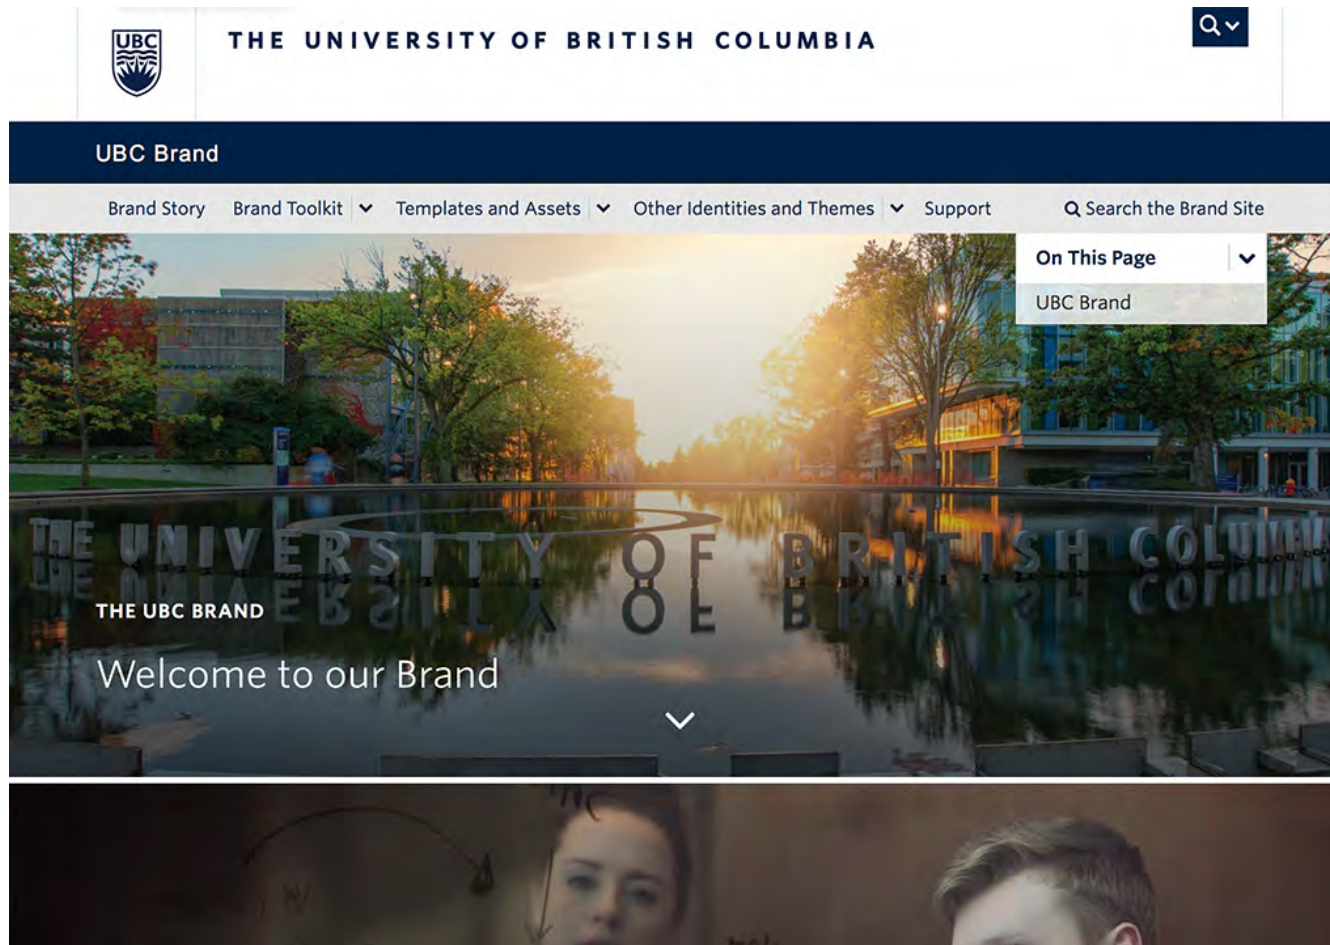 UBC
THE UNIVERSITY OF BRITISH COLUMBIA
UBC Brand
Brand Story Brand Toolkit Templates and Assets Other Identities and Themes Support Search the Brand Site
On This Page
UBC Brand
THE UNIVERSITY OF BRITISH COLUMBIA
THE UBC BRAND
Welcome to our Brand